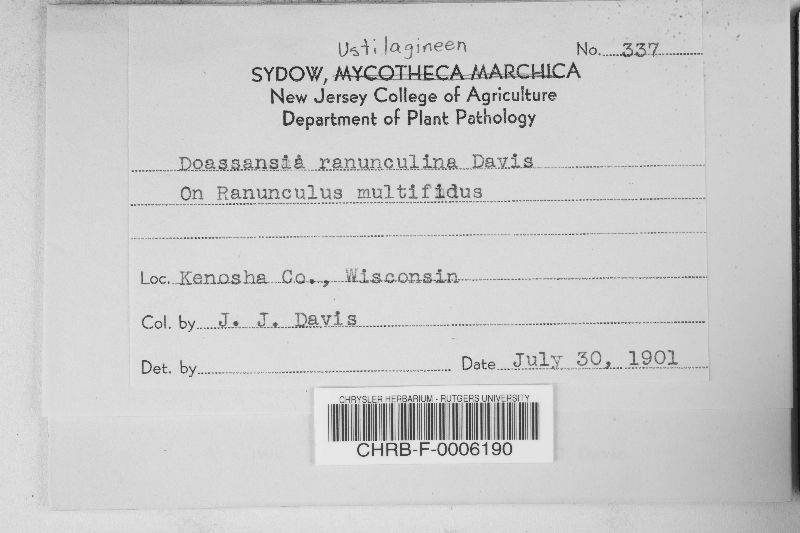 Ustilagineen
No. 337
SYDOW, MYCOTHECA MARCHICA
New Jersey College of Agriculture
Department of Plant Pathology
Doassansia ranunculina Davis
On Ranunculus multifidus
Loc. Kenosha Co., Wisconsin
Col. by J. J. Davis
Det. by
Date July 30, 1901
CHRYSLER HERBARIUM - RUTGERS UNIVERSITY
CHRB-F-0006190